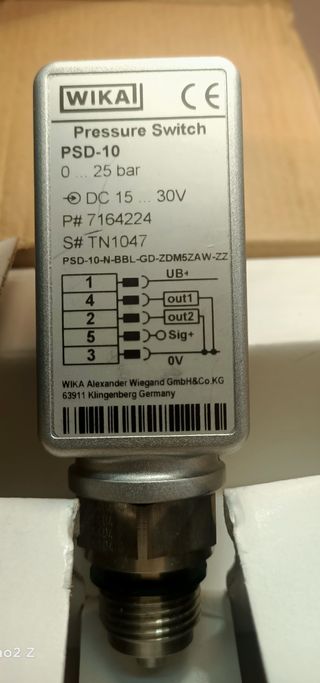 WIKA
CE
Pressure Switch
PSD-10
0 ... 25 bar
DC 15 ... 30V
P# 7164224
S# TN1047
PSD-10-N-BBL-GD-ZDM5ZAW-ZZ
1 UB+
4 out1
2 out2
5 Sig+
3 0V
WIKA Alexander Wiegand GmbH&Co.KG
63911 Klingenberg Germany
no2 Z